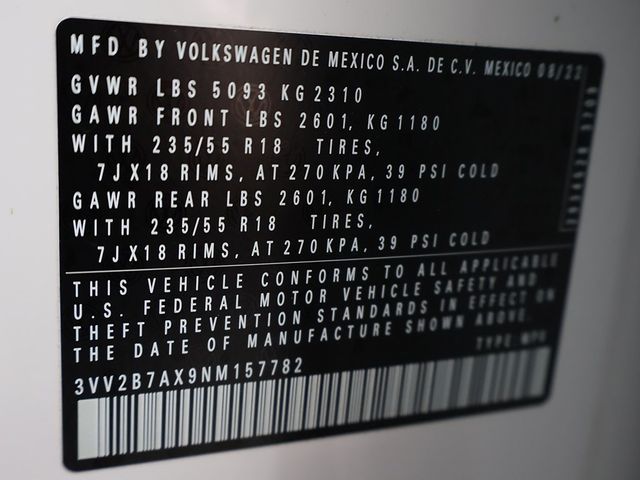 MFD BY VOLKSWAGEN DE MEXICO S.A. DE C.V. MEXICO 08/22
GVWR LBS 5093 KG 2310
GAWR FRONT LBS 2601, KG 1180
WITH 235/55 R18 TIRES,
7JX18 RIMS, AT 270 KPA, 39 PSI COLD
GAWR REAR LBS 2601, KG 1180
WITH 235/55 R18 TIRES,
7JX18 RIMS, AT 270 KPA, 39 PSI COLD
THIS VEHICLE CONFORMS TO ALL APPLICABLE
U.S. FEDERAL MOTOR VEHICLE SAFETY AND
THEFT PREVENTION STANDARDS IN EFFECT ON
THE DATE OF MANUFACTURE SHOWN ABOVE.
3VV2B7AX9NM157782
TYPE MPV